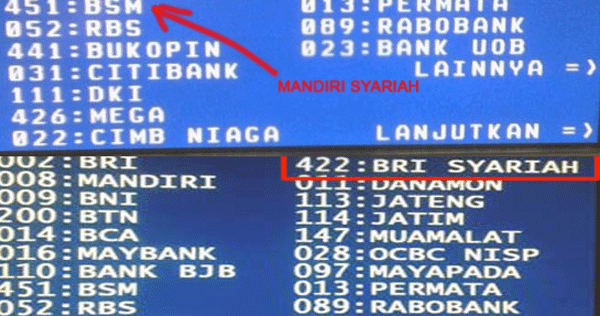 451:BSM
052:RBS
441:BUKOPIN
031:CITIBANK
111:DKI
426:MEGA
022:CIMB NIAGA
013:PERMATA
089:RABOBANK
023:BANK UOB
LAINNYA =>
LANJUTKAN =>
MANDIRI SYARIAH
002:BRI
008:MANDIRI
009:BNI
200:BTN
014:BCA
016:MAYBANK
110:BANK BJB
451:BSM
052:RBS
422:BRI SYARIAH
011:DANAMON
113:JATENG
114:JATIM
147:MUAMALAT
028:OCBC NISP
097:MAYAPADA
013:PERMATA
089:RABOBANK